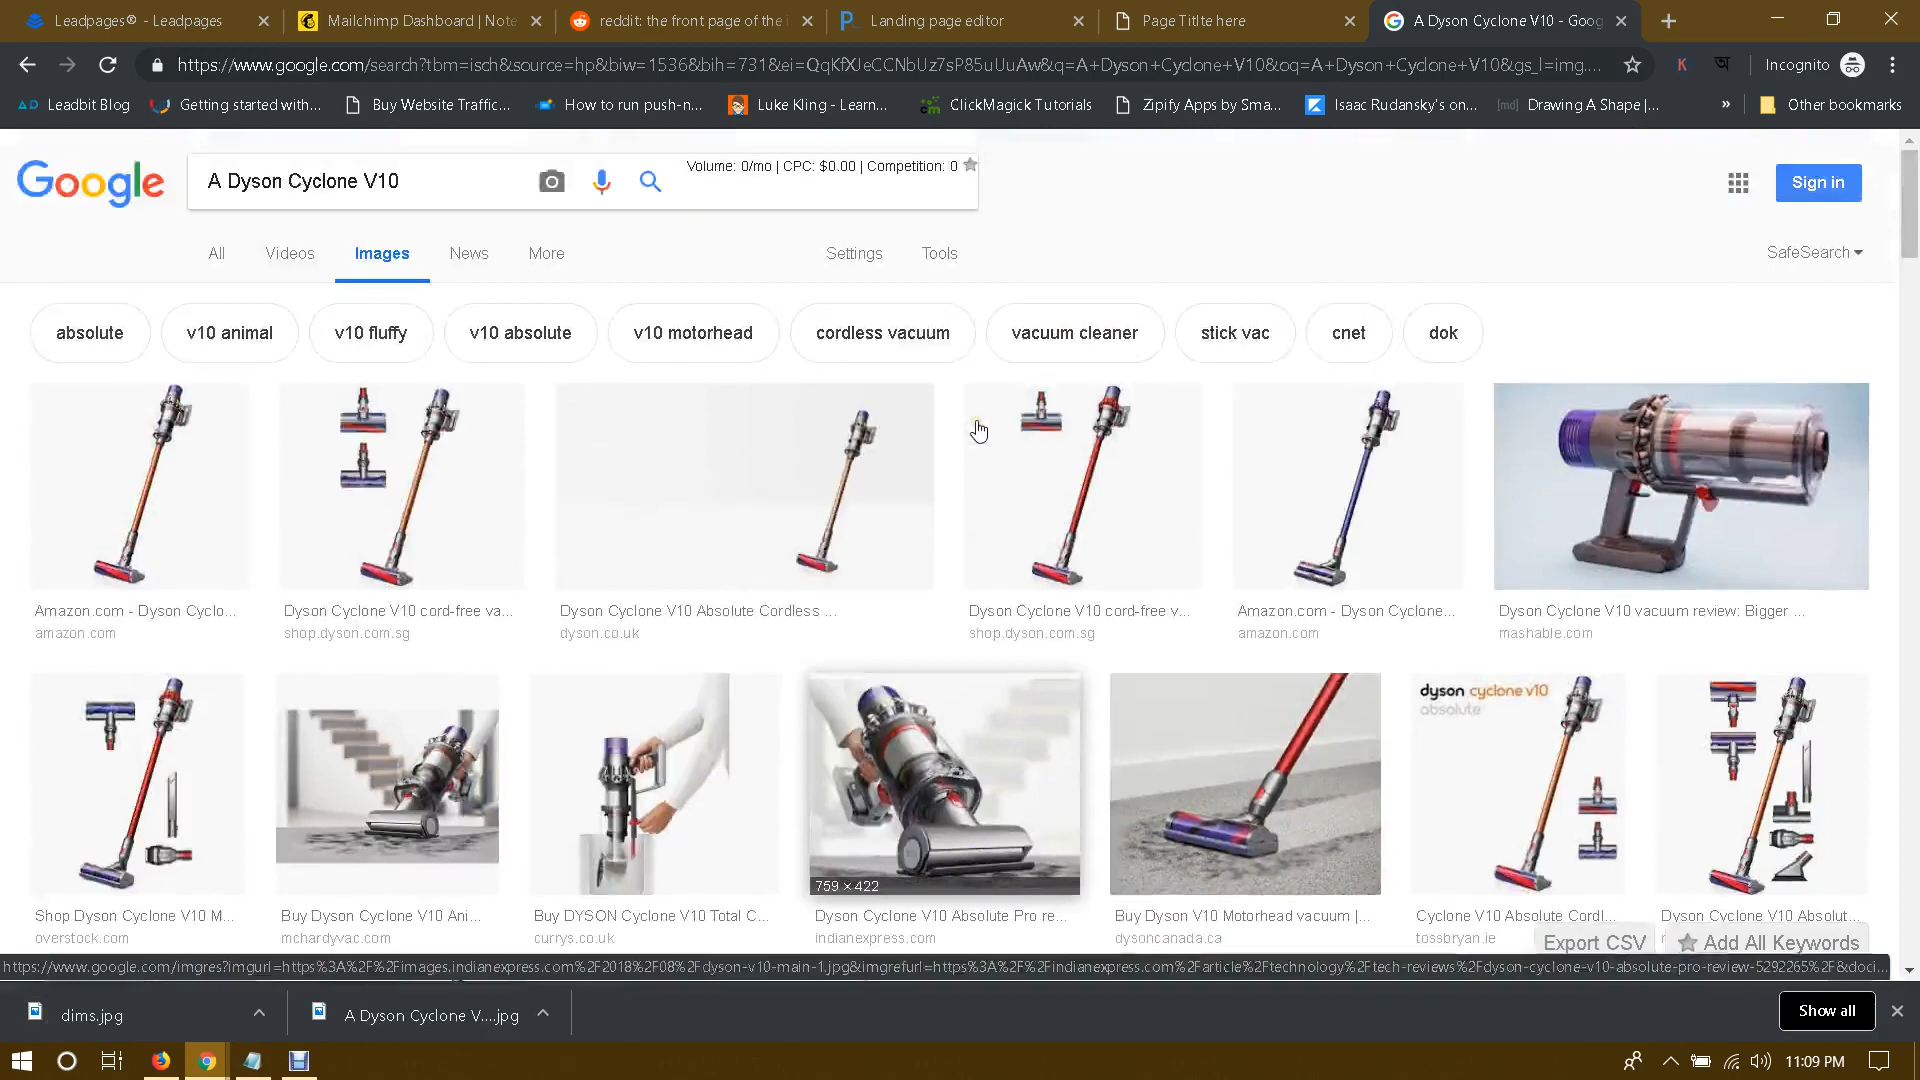 Leadpages® - Leadpages
Mailchimp Dashboard | Note
reddit: the front page of the i
Landing page editor
Page Titlte here
A Dyson Cyclone V10 - Goog
https://www.google.com/search?tbm=isch&source=hp&biw=1536&bih=731&ei=QqKfXJeCCNbUz7sP85uUuAw&q=A+Dyson+Cyclone+V10&oq=A+Dyson+Cyclone+V10&gs_l=img....
Incognito
Leadbit Blog
Getting started with...
Buy Website Traffic...
How to run push-n...
Luke Kling - Learn...
ClickMagick Tutorials
Zipify Apps by Sma...
Isaac Rudansky's on...
[md] Drawing A Shape |...
»
Other bookmarks
Google
A Dyson Cyclone V10
Volume: 0/mo | CPC: $0.00 | Competition: 0
Sign in
All
Videos
Images
News
More
Settings
Tools
SafeSearch
absolute
v10 animal
v10 fluffy
v10 absolute
v10 motorhead
cordless vacuum
vacuum cleaner
stick vac
cnet
dok
Amazon.com - Dyson Cyclo...
amazon.com
Dyson Cyclone V10 cord-free va...
shop.dyson.com.sg
Dyson Cyclone V10 Absolute Cordless ...
dyson.co.uk
Dyson Cyclone V10 cord-free v...
shop.dyson.com.sg
Amazon.com - Dyson Cyclone...
amazon.com
Dyson Cyclone V10 vacuum review: Bigger ...
mashable.com
dyson cyclone v10
absolute
759 × 422
Shop Dyson Cyclone V10 M...
overstock.com
Buy Dyson Cyclone V10 Ani...
mchardyvac.com
Buy DYSON Cyclone V10 Total C...
currys.co.uk
Dyson Cyclone V10 Absolute Pro re...
indianexpress.com
Buy Dyson V10 Motorhead vacuum |...
dysoncanada.ca
Cyclone V10 Absolute Cordl...
tossbryan.ie
Dyson Cyclone V10 Absolut...
Export CSV
Add All Keywords
https://www.google.com/imgres?imgurl=https%3A%2F%2Fimages.indianexpress.com%2F2018%2F08%2Fdyson-v10-main-1.jpg&imgrefurl=https%3A%2F%2Findianexpress.com%2Farticle%2Ftechnology%2Ftech-reviews%2Fdyson-cyclone-v10-absolute-pro-review-5292265%2F&doci...
dims.jpg
A Dyson Cyclone V....jpg
Show all
11:09 PM